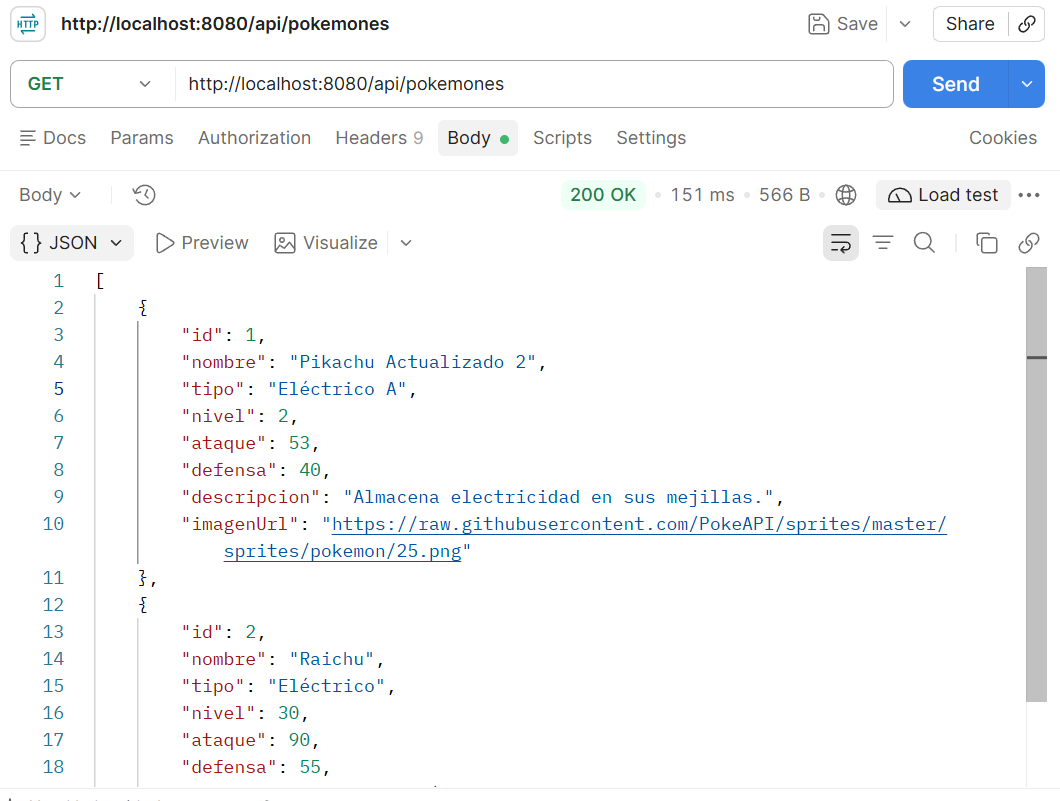 HTTP http://localhost:8080/api/pokemones Save Share
GET http://localhost:8080/api/pokemones Send
Docs Params Authorization Headers 9 Body Scripts Settings Cookies
Body 200 OK 151 ms 566 B Load test
{} JSON Preview Visualize
1 [
2 {
3 "id": 1,
4 "nombre": "Pikachu Actualizado 2",
5 "tipo": "Eléctrico A",
6 "nivel": 2,
7 "ataque": 53,
8 "defensa": 40,
9 "descripcion": "Almacena electricidad en sus mejillas.",
10 "imagenUrl": "https://raw.githubusercontent.com/PokeAPI/sprites/master/
sprites/pokemon/25.png"
11 },
12 {
13 "id": 2,
14 "nombre": "Raichu",
15 "tipo": "Eléctrico",
16 "nivel": 30,
17 "ataque": 90,
18 "defensa": 55,